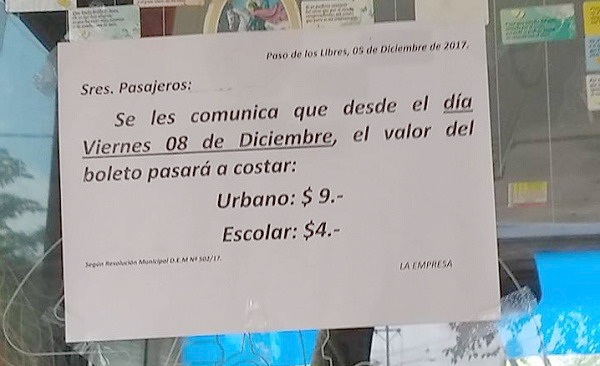 Paso de los Libres, 05 de Diciembre de 2017.
Sres. Pasajeros:
Se les comunica que desde el día
Viernes 08 de Diciembre, el valor del
boleto pasará a costar:
Urbano: $ 9.-
Escolar: $4.-
Según Resolución Municipal D.E.M Nº 502/17.
LA EMPRESA